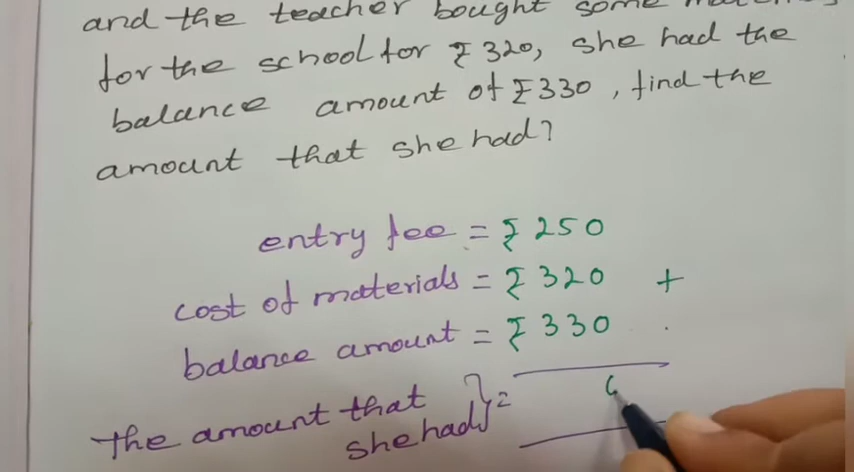 and the teacher bought some
for the school for ₹ 320, she had the
balance amount of ₹ 330, find the
amount that she had?
entry fee = ₹ 250
cost of materials = ₹ 320 +
balance amount = ₹ 330
the amount that
she had } =